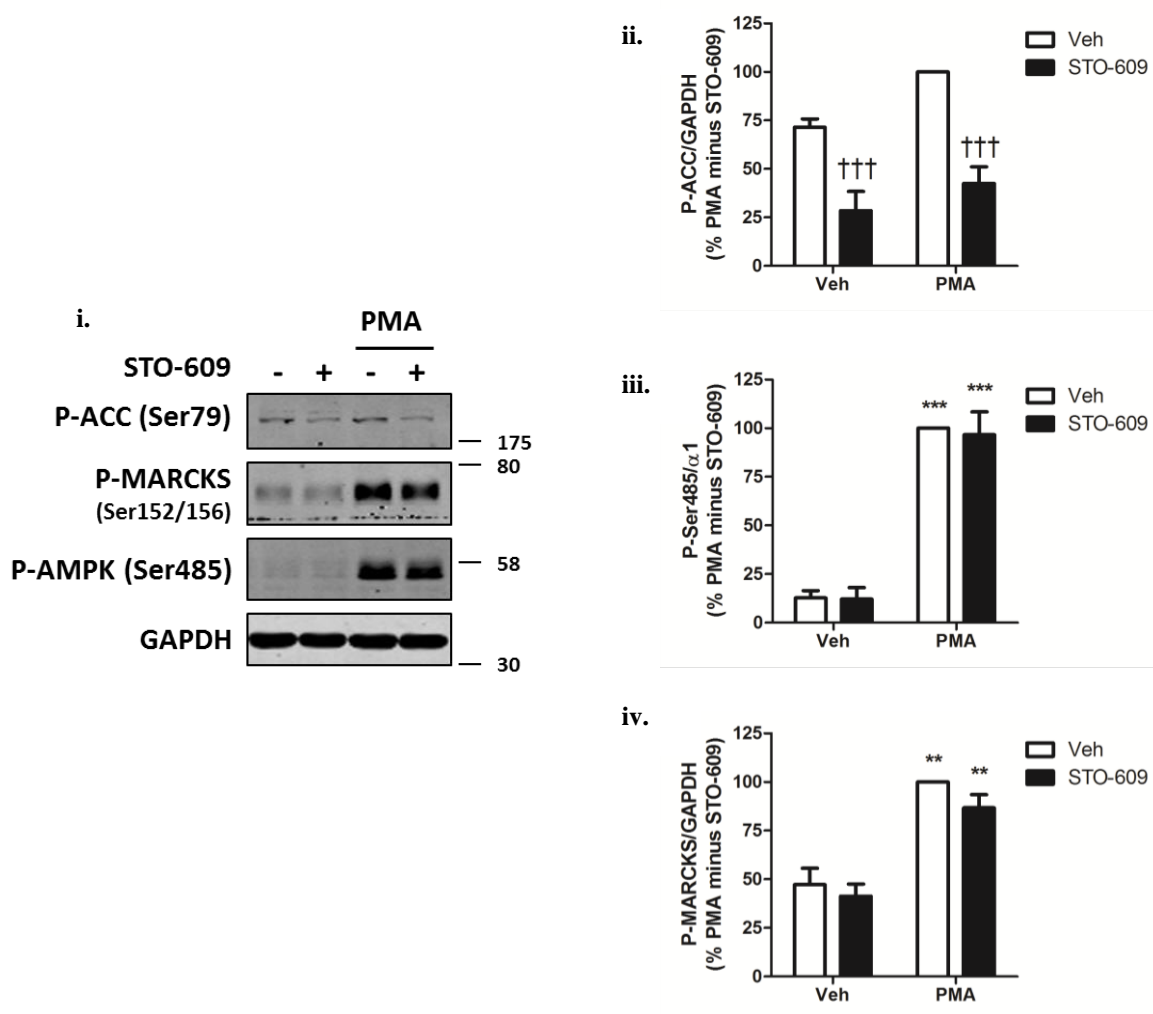 i.
PMA
STO-609 - + - +
P-ACC (Ser79)
175
P-MARCKS
(Ser152/156)
80
P-AMPK (Ser485)
58
GAPDH
30
ii.
P-ACC/GAPDH
(% PMA minus STO-609)
125
100
75
50
25
0
†††
†††
Veh
PMA
Veh
STO-609
iii.
P-Ser485/α1
(% PMA minus STO-609)
125
100
75
50
25
0
***
***
Veh
PMA
Veh
STO-609
iv.
P-MARCKS/GAPDH
(% PMA minus STO-609)
125
100
75
50
25
0
**
**
Veh
PMA
Veh
STO-609